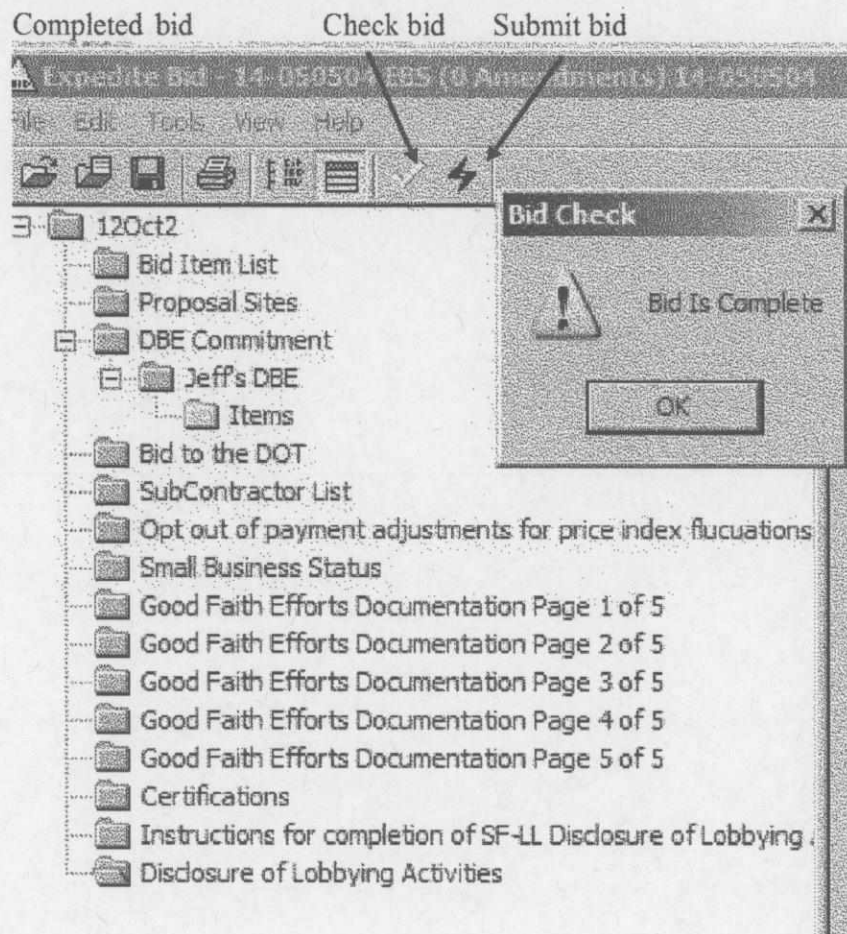 Completed bid Check bid Submit bid
BID Expedite Bid - 14-050504.EBS (0 Amendments) 14-050504
File Edit Tools View Help
Bid Check
12Oct2
Bid Item List
Proposal Sites
Bid Is Complete
DBE Commitment
Jeff's DBE
OK
Items
Bid to the DOT
SubContractor List
Opt out of payment adjustments for price index flucuations
Small Business Status
Good Faith Efforts Documentation Page 1 of 5
Good Faith Efforts Documentation Page 2 of 5
Good Faith Efforts Documentation Page 3 of 5
Good Faith Efforts Documentation Page 4 of 5
Good Faith Efforts Documentation Page 5 of 5
Certifications
Instructions for completion of SF-LL Disclosure of Lobbying
Disclosure of Lobbying Activities